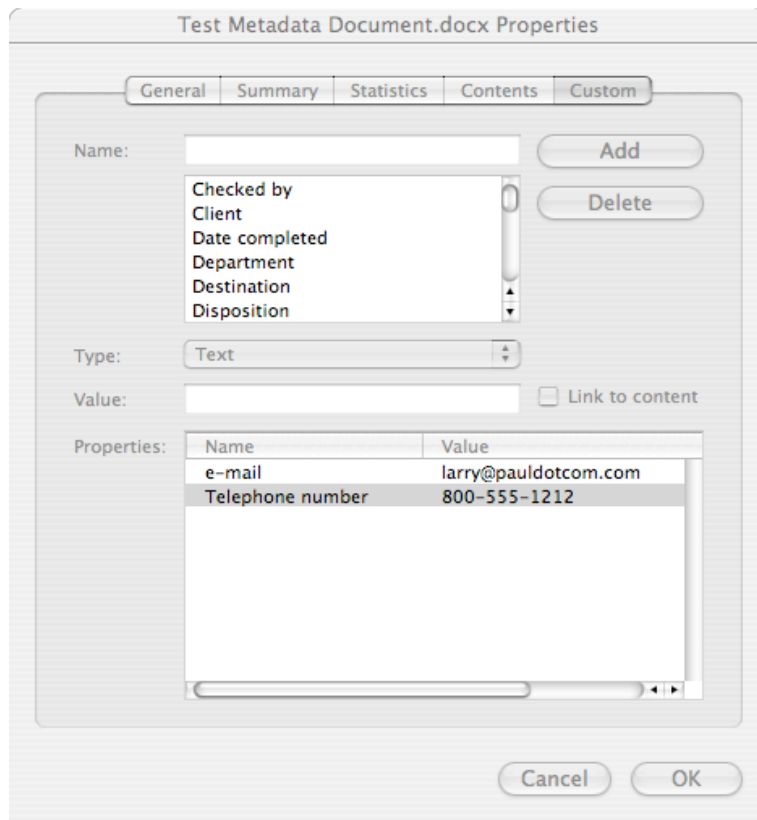 Test Metadata Document.docx Properties
General Summary Statistics Contents Custom
Name: Add
Checked by
Client
Date completed
Department
Destination
Disposition
Delete
Type: Text
Value: Link to content
Properties: Name Value
e-mail larry@pauldotcom.com
Telephone number 800-555-1212
Cancel OK